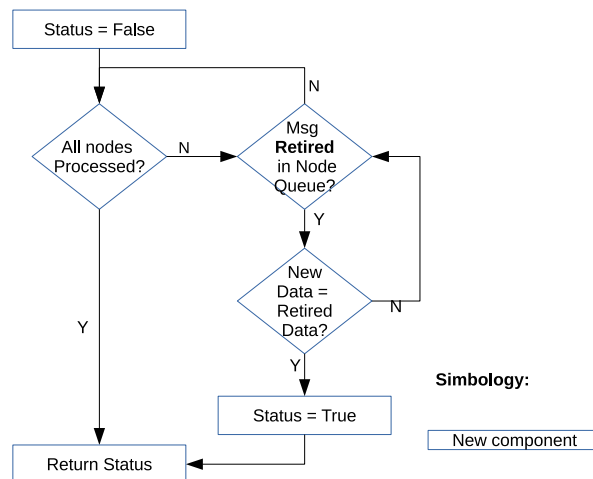 Status = False
N
All nodes
Processed?
N
Msg
Retired
in Node
Queue?
Y
New
Data =
Retired
Data?
N
Y
Y
Simbology:
Status = True
New component
Return Status